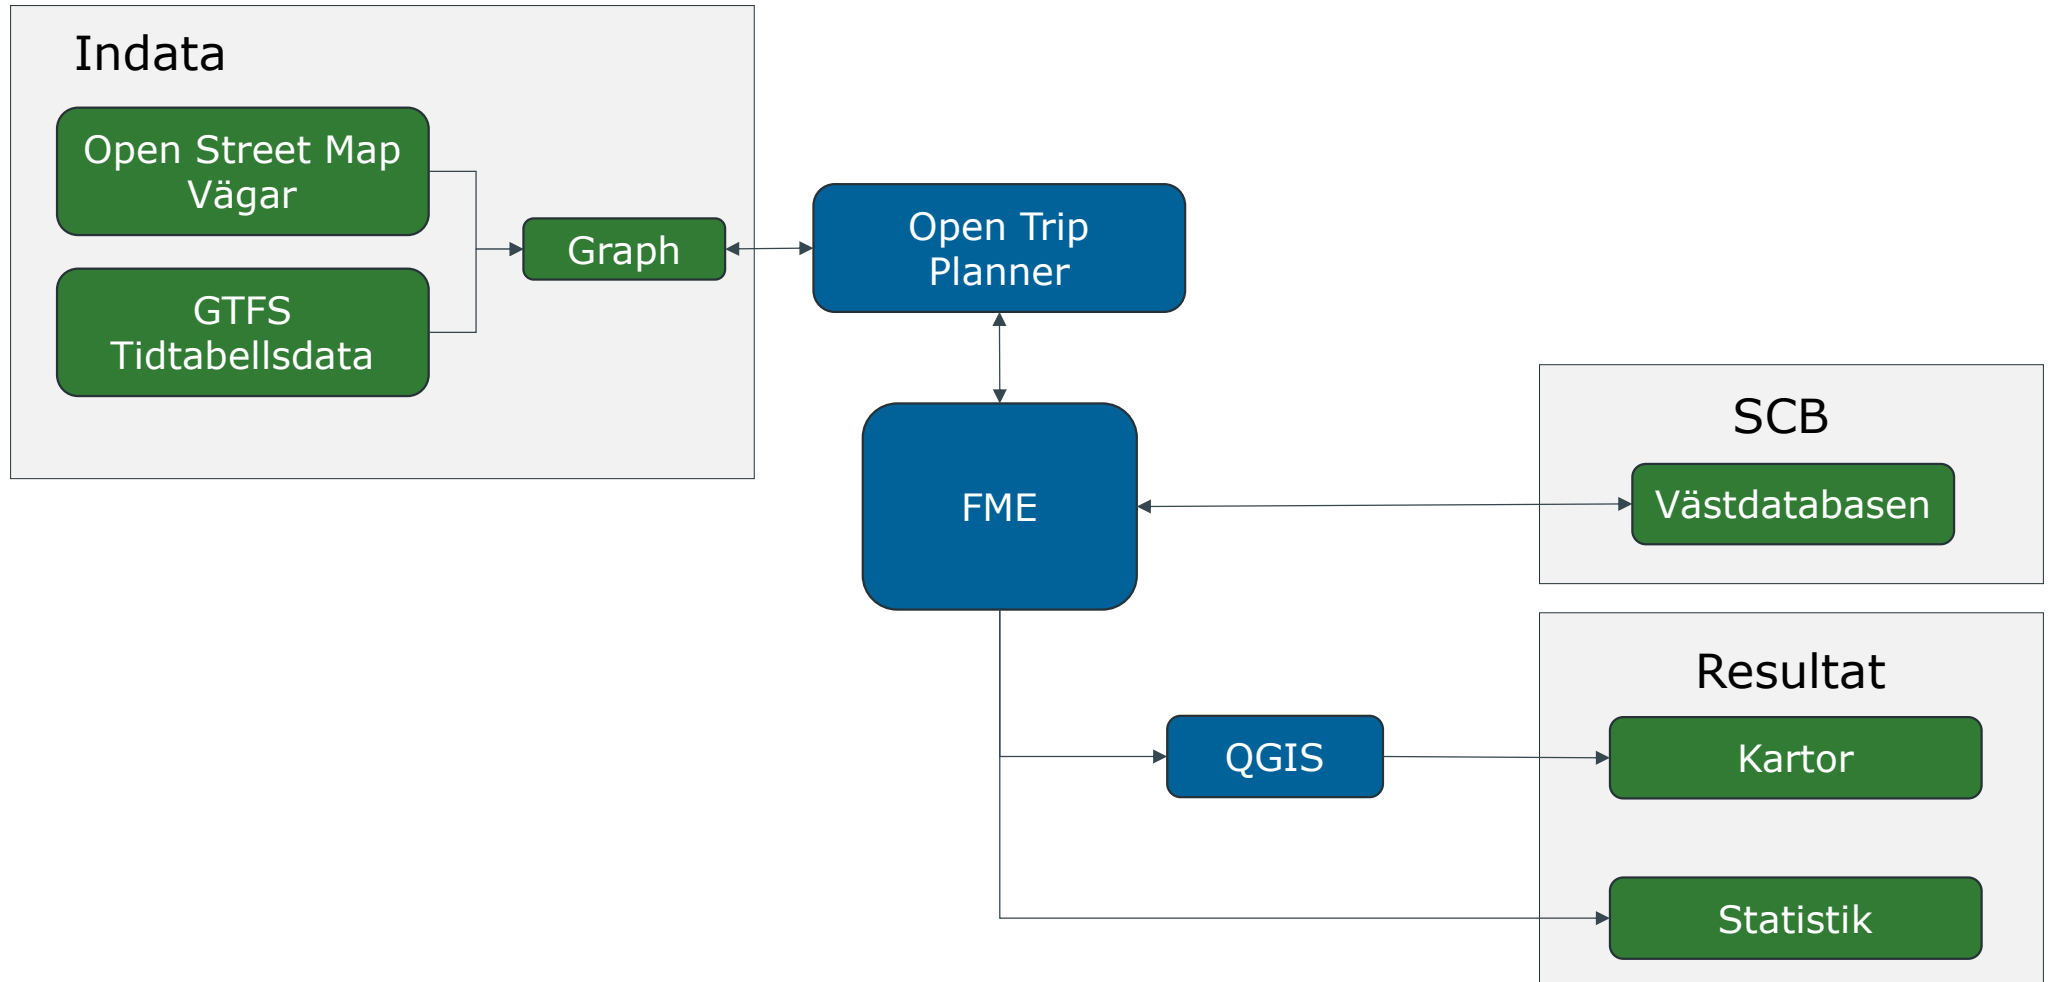 Indata
Open Street Map
Vägar
GTFS
Tidtabellsdata
Graph
Open Trip
Planner
FME
SCB
Västdatabasen
Resultat
QGIS
Kartor
Statistik